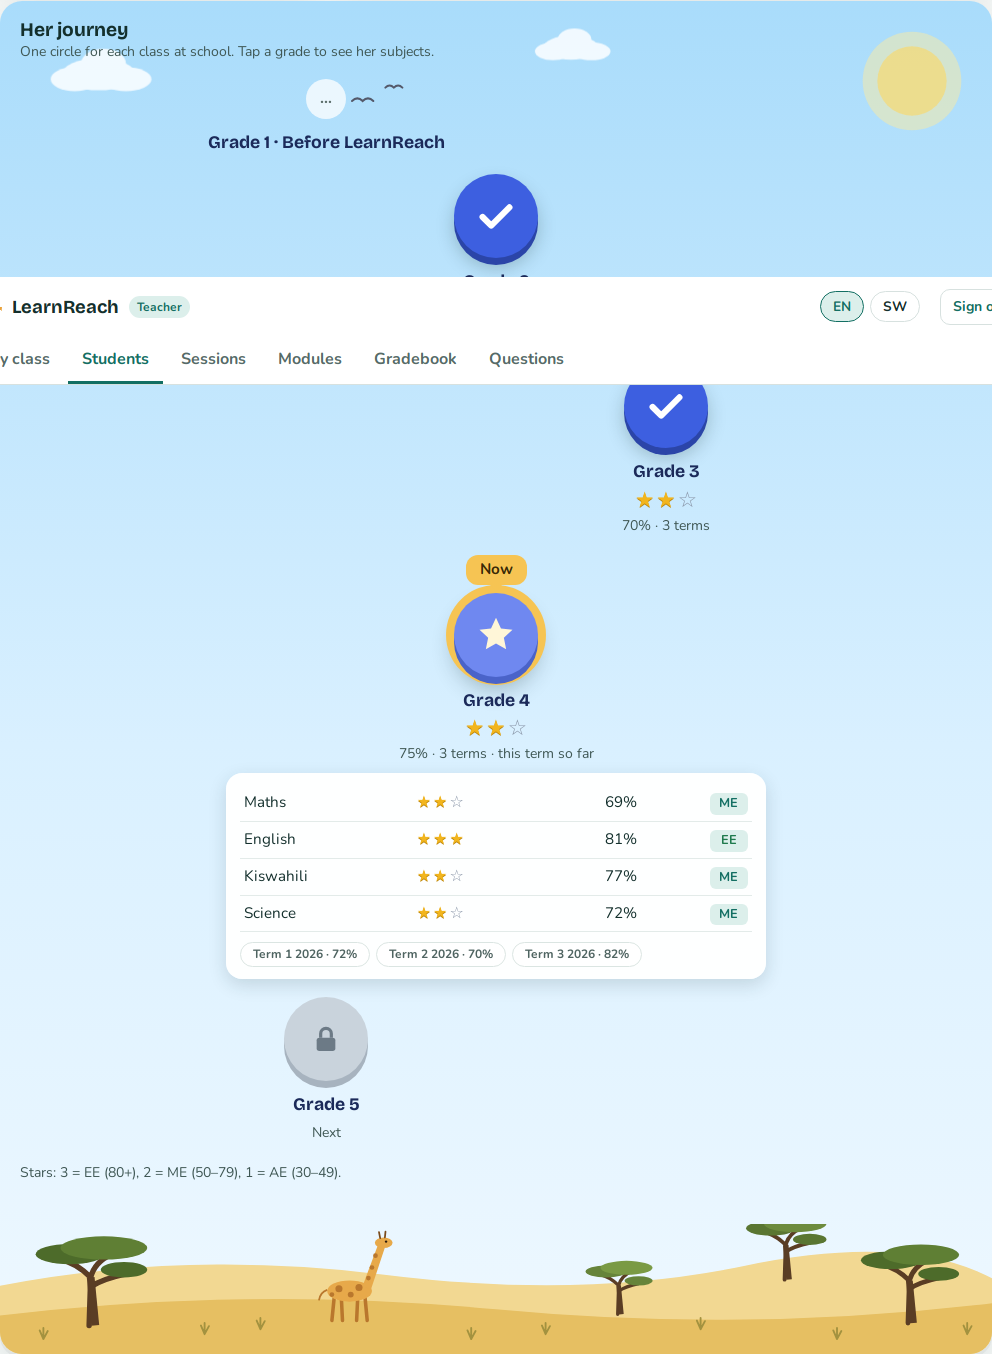 Her journey
One circle for each class at school. Tap a grade to see her subjects.
...
Grade 1 · Before LearnReach
LearnReach Teacher EN SW Sign
class Students Sessions Modules Gradebook Questions
Grade 3
★★☆
70% · 3 terms
Now
Grade 4
★★☆
75% · 3 terms · this term so far
Maths ★★☆ 69% ME
English ★★★ 81% EE
Kiswahili ★★☆ 77% ME
Science ★★☆ 72% ME
Term 1 2026 · 72% Term 2 2026 · 70% Term 3 2026 · 82%
Grade 5
Next
Stars: 3 = EE (80+), 2 = ME (50–79), 1 = AE (30–49).